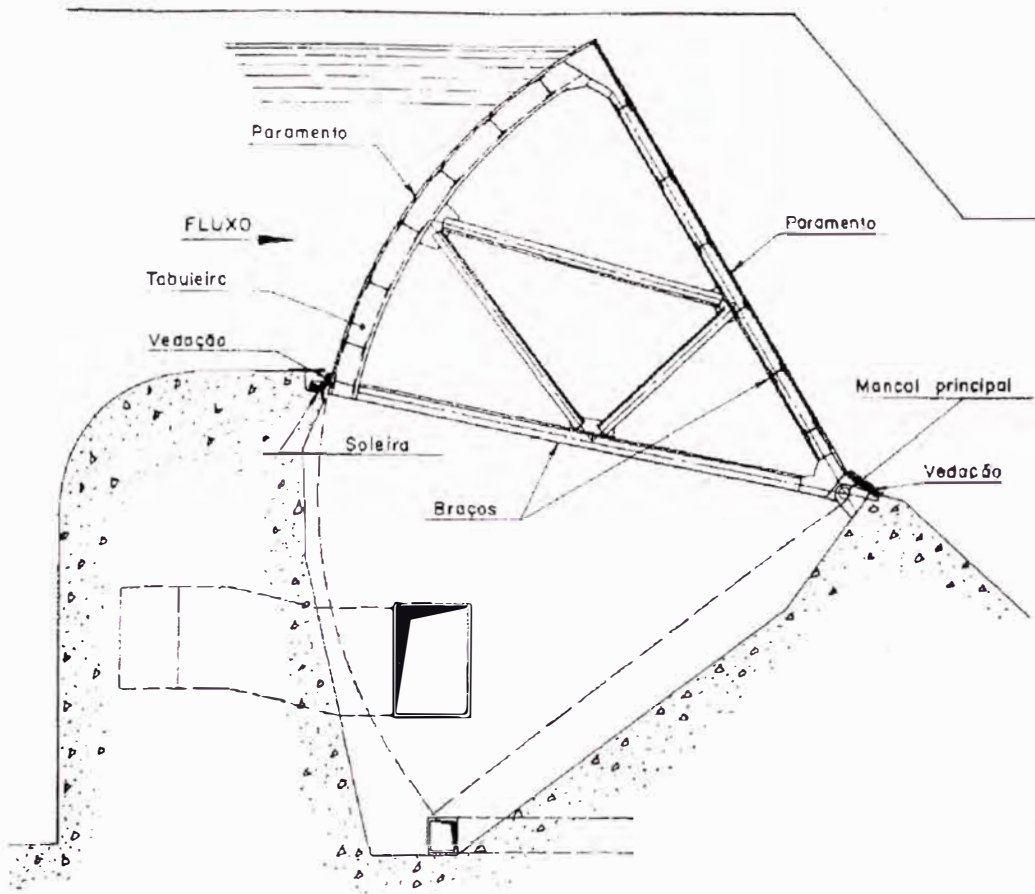 Paramento
FLUXO
Paramento
Tabuleiro
Vedação
Mancal principal
Soleira
Vedação
Braços